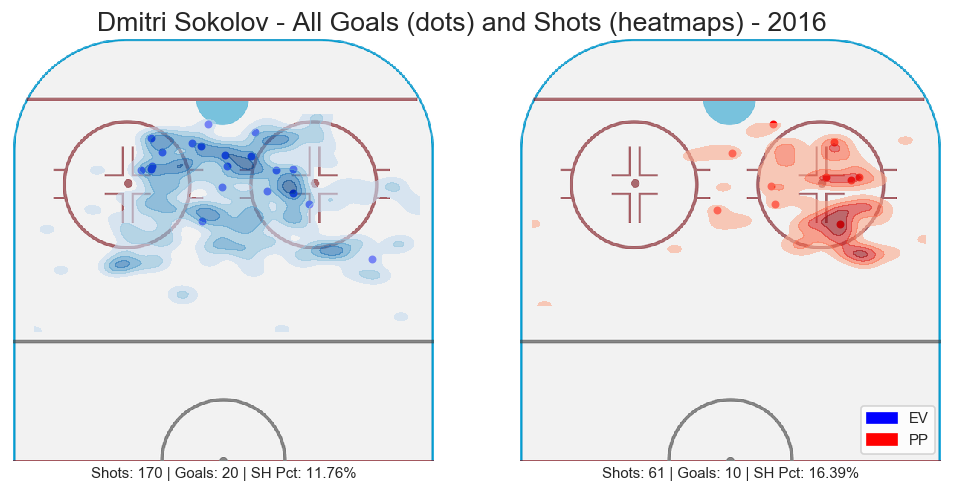 Dmitri Sokolov - All Goals (dots) and Shots (heatmaps) - 2016
EV
PP
Shots: 170 | Goals: 20 | SH Pct: 11.76%
Shots: 61 | Goals: 10 | SH Pct: 16.39%